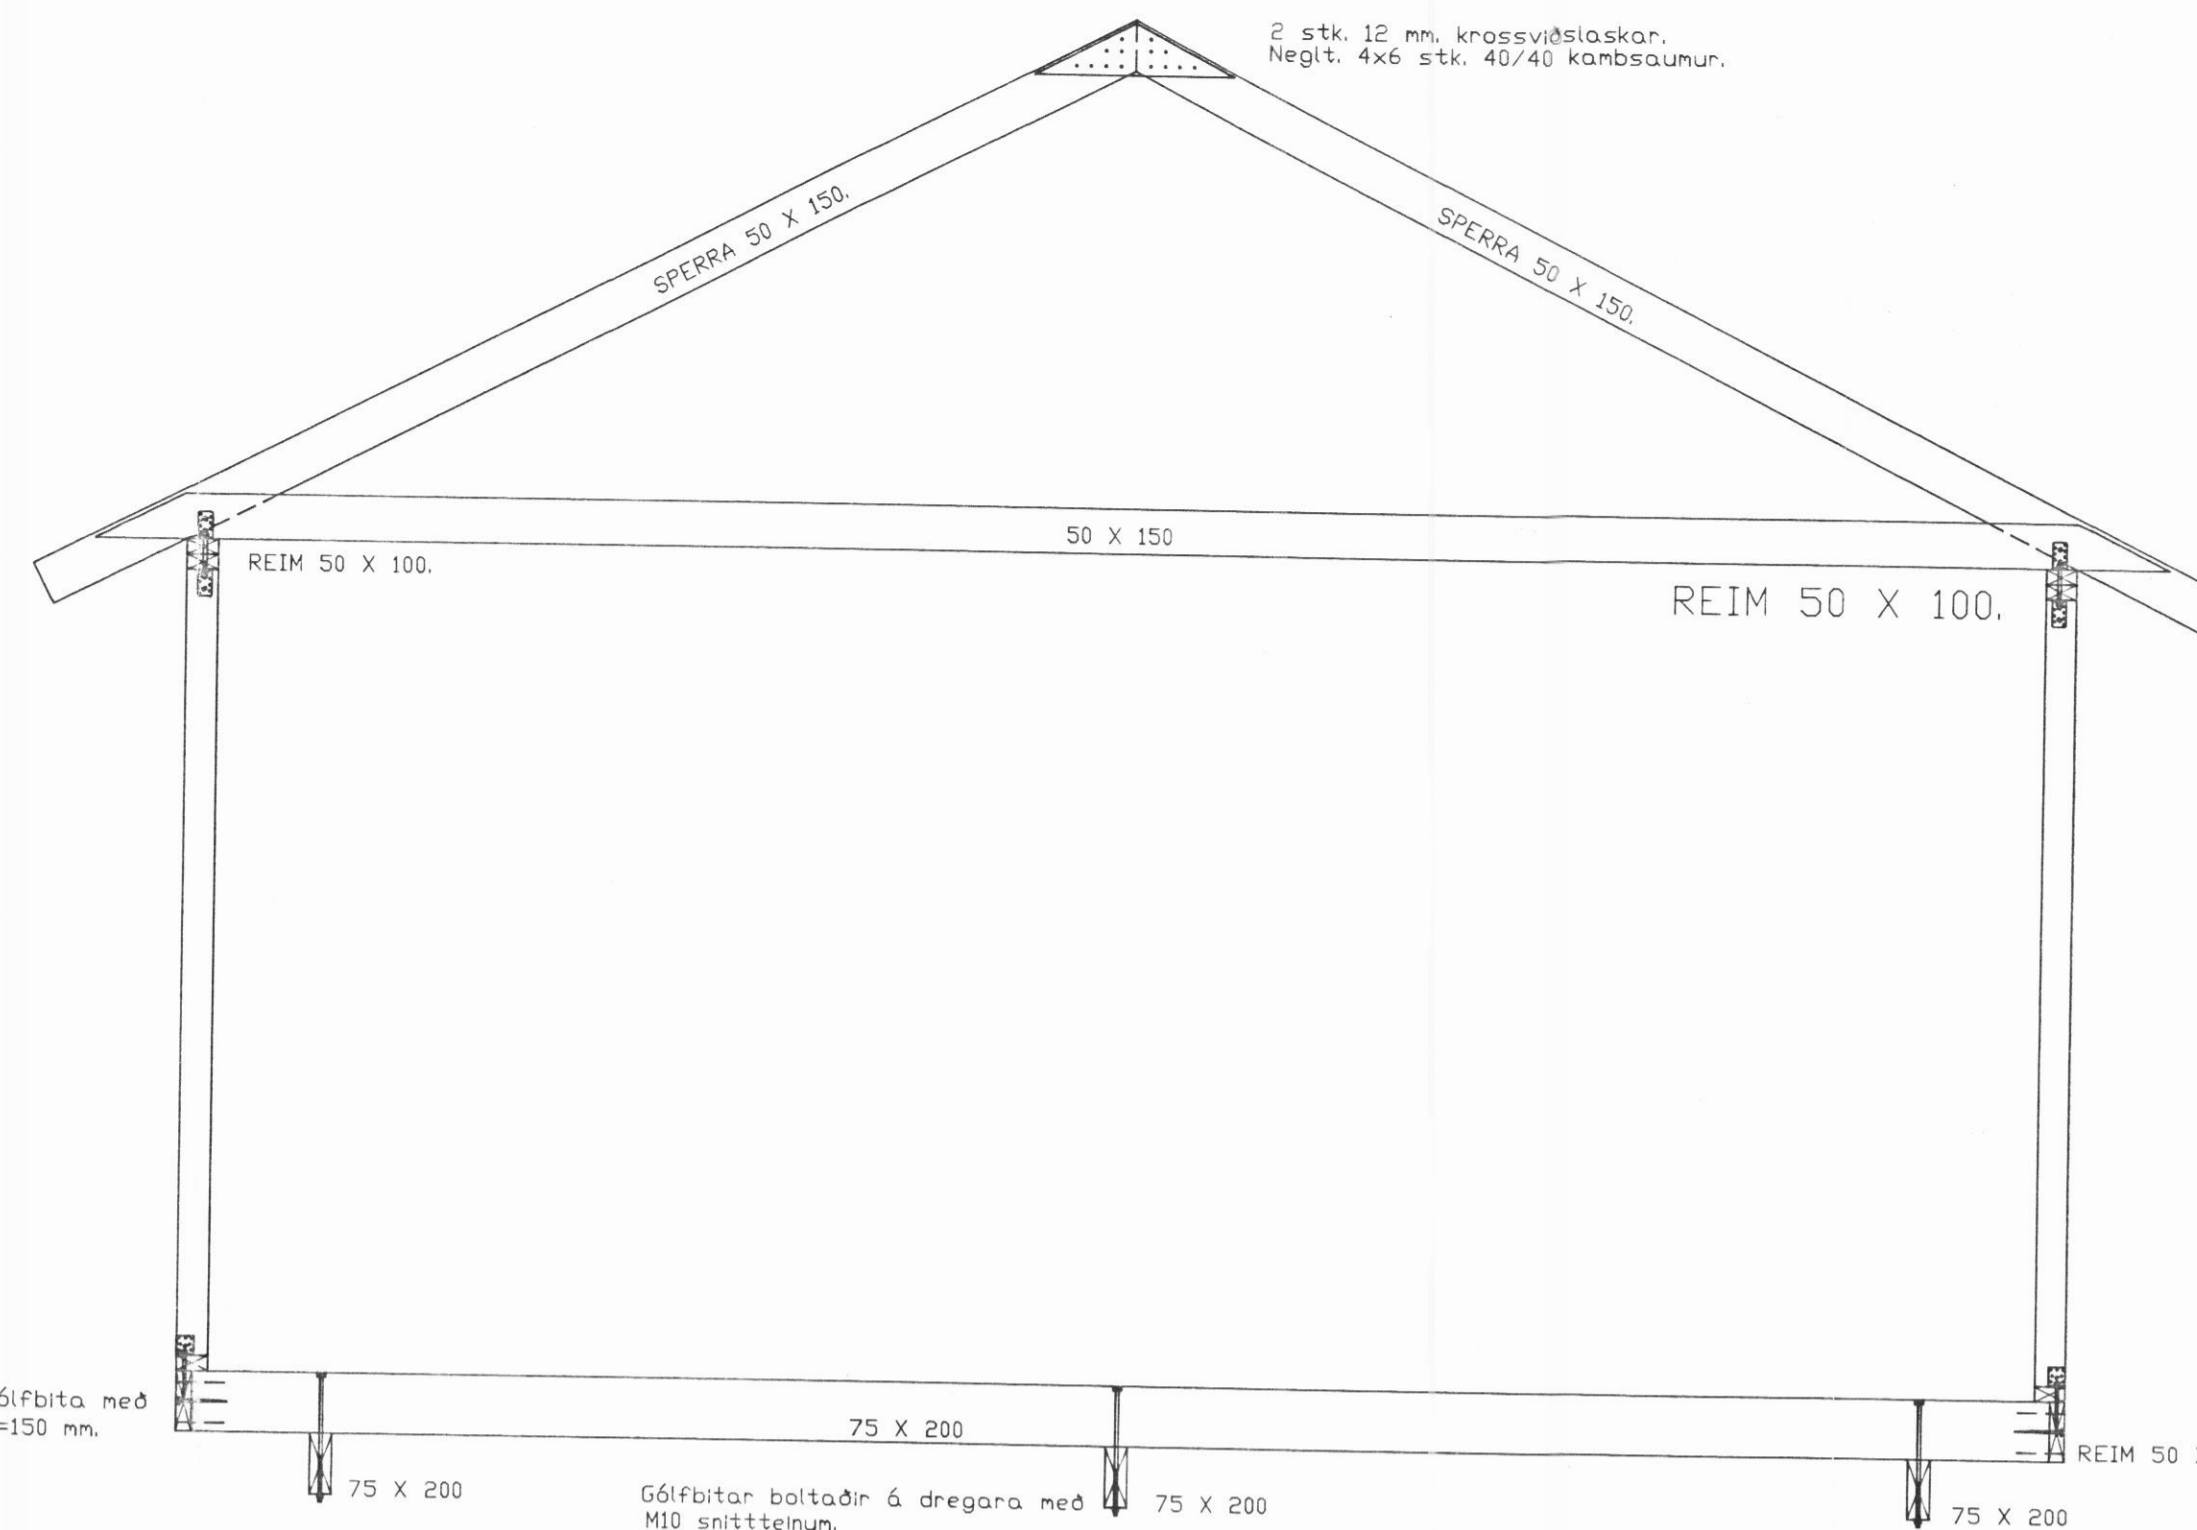 2 stk. 12 mm. krossviðslaskar.
Neglt. 4x6 stk. 40/40 kambsaumur.
SPERRA 50 X 150.
SPERRA 50 X 150.
50 X 150
REIM 50 X 100.
REIM 50 X 100.
ólfbita með
=150 mm.
75 X 200
REIM 50
75 X 200
Gólfbitar boltaðir á dregara með
M10 snittteinum.
75 X 200
75 X 200